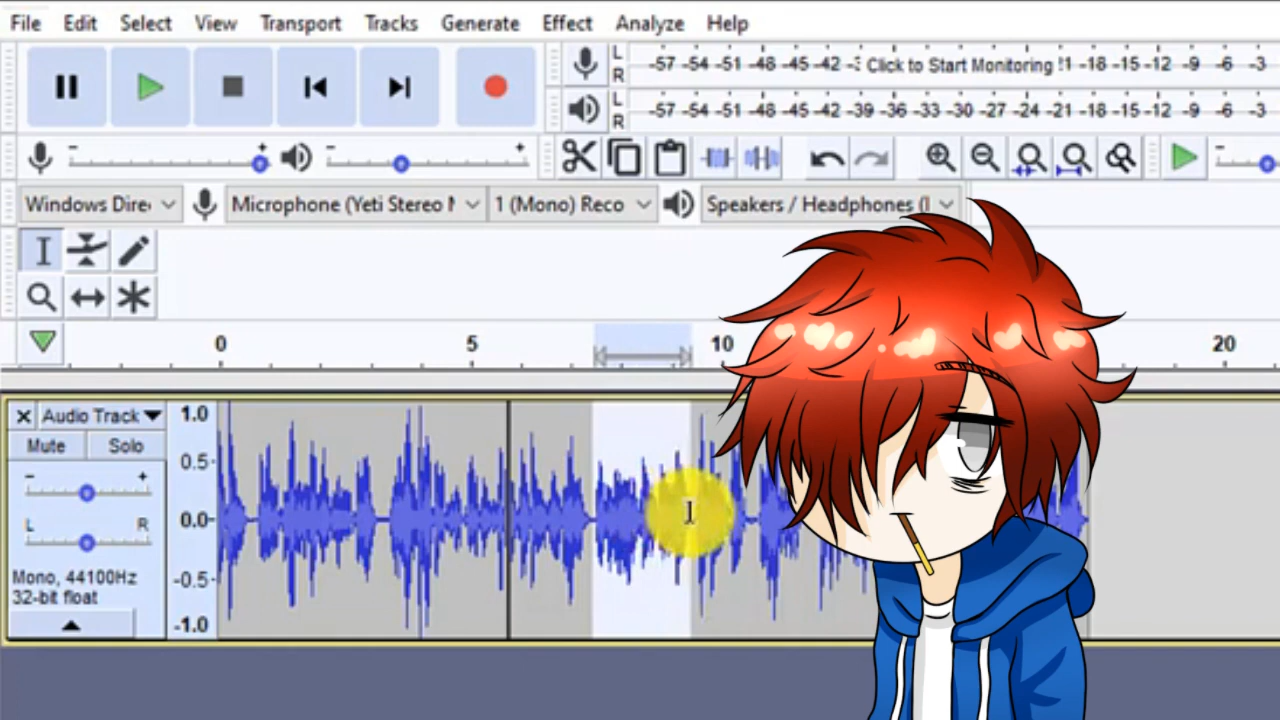 File Edit Select View Transport Tracks Generate Effect Analyze Help
L
R
-57 -54 -51 -48 -45 -42 Click to Start Monitoring -18 -15 -12 -9 -6 -3
L
R
-57 -54 -51 -48 -45 -42 -39 -36 -33 -30 -27 -24 -21 -18 -15 -12 -9 -6 -3
- + - + -
Windows Dire Microphone (Yeti Stereo 1 (Mono) Reco Speakers / Headphones (
0 5 10 20
Audio Track 1.0
Mute Solo
- + 0.5
L R 0.0
Mono, 44100Hz -0.5
32-bit float
-1.0